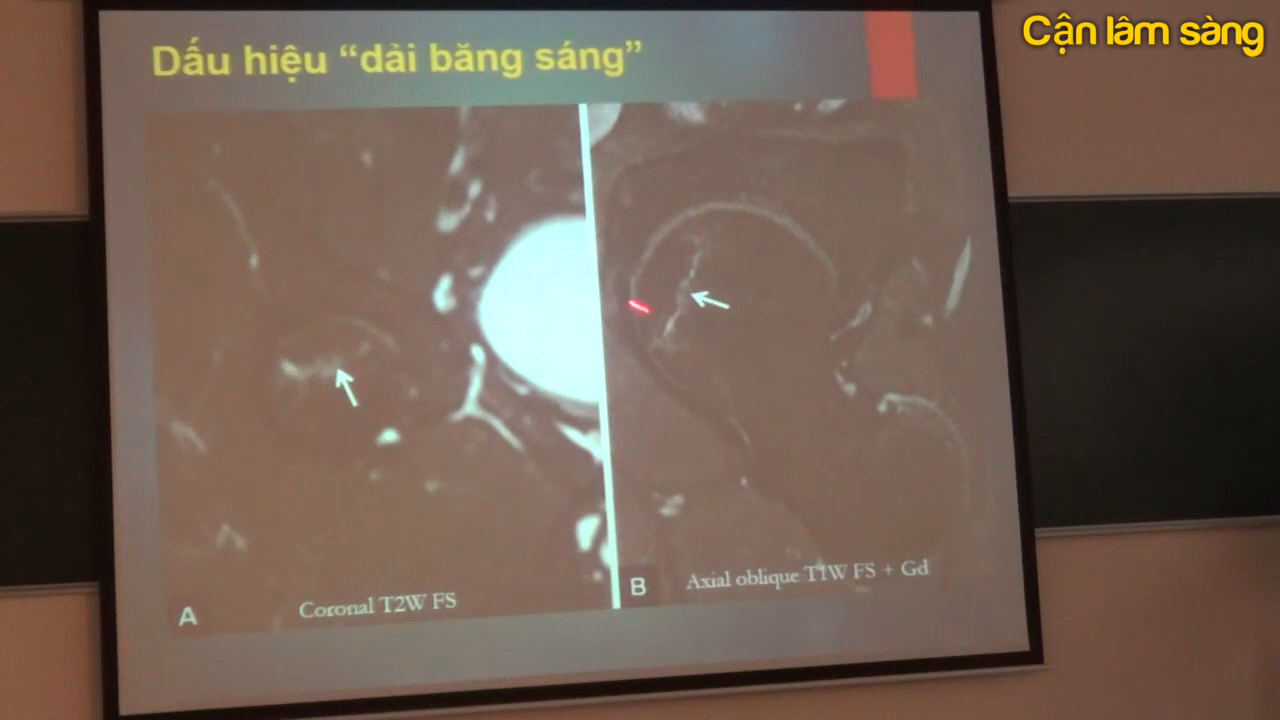 Cận lâm sàng
Dấu hiệu “dải băng sáng”
A
Coronal T2W FS
B
Axial oblique T1W FS + Gd